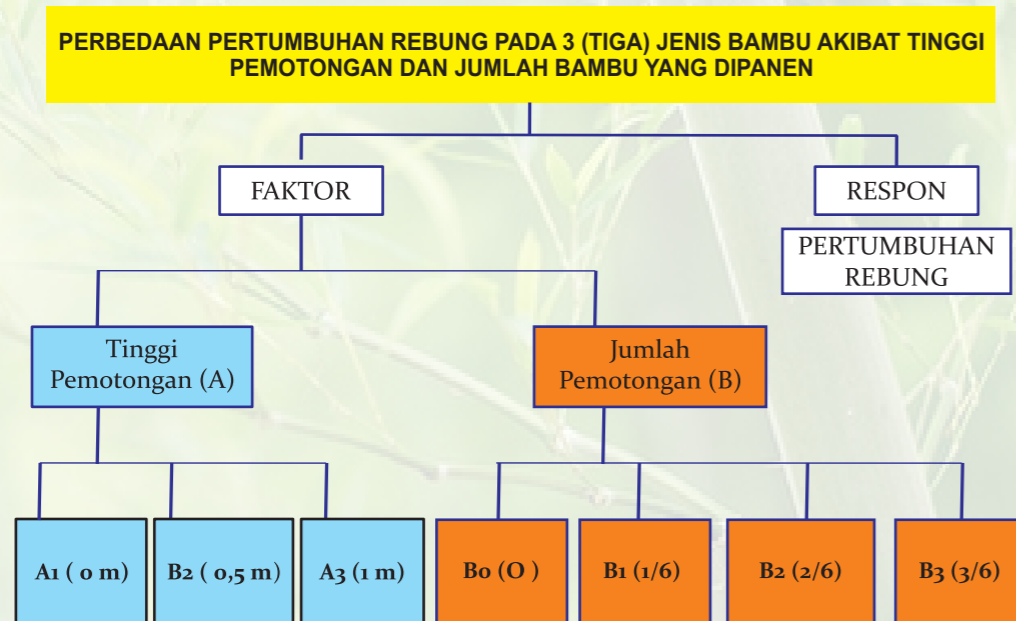 PERBEDAAN PERTUMBUHAN REBUNG PADA 3 (TIGA) JENIS BAMBU AKIBAT TINGGI
PEMOTONGAN DAN JUMLAH BAMBU YANG DIPANEN
FAKTOR
RESPON
PERTUMBUHAN
REBUNG
Tinggi
Pemotongan (A)
Jumlah
Pemotongan (B)
A1 ( 0 m)
B2 ( 0,5 m)
A3 (1 m)
B0 (O )
B1 (1/6)
B2 (2/6)
B3 (3/6)